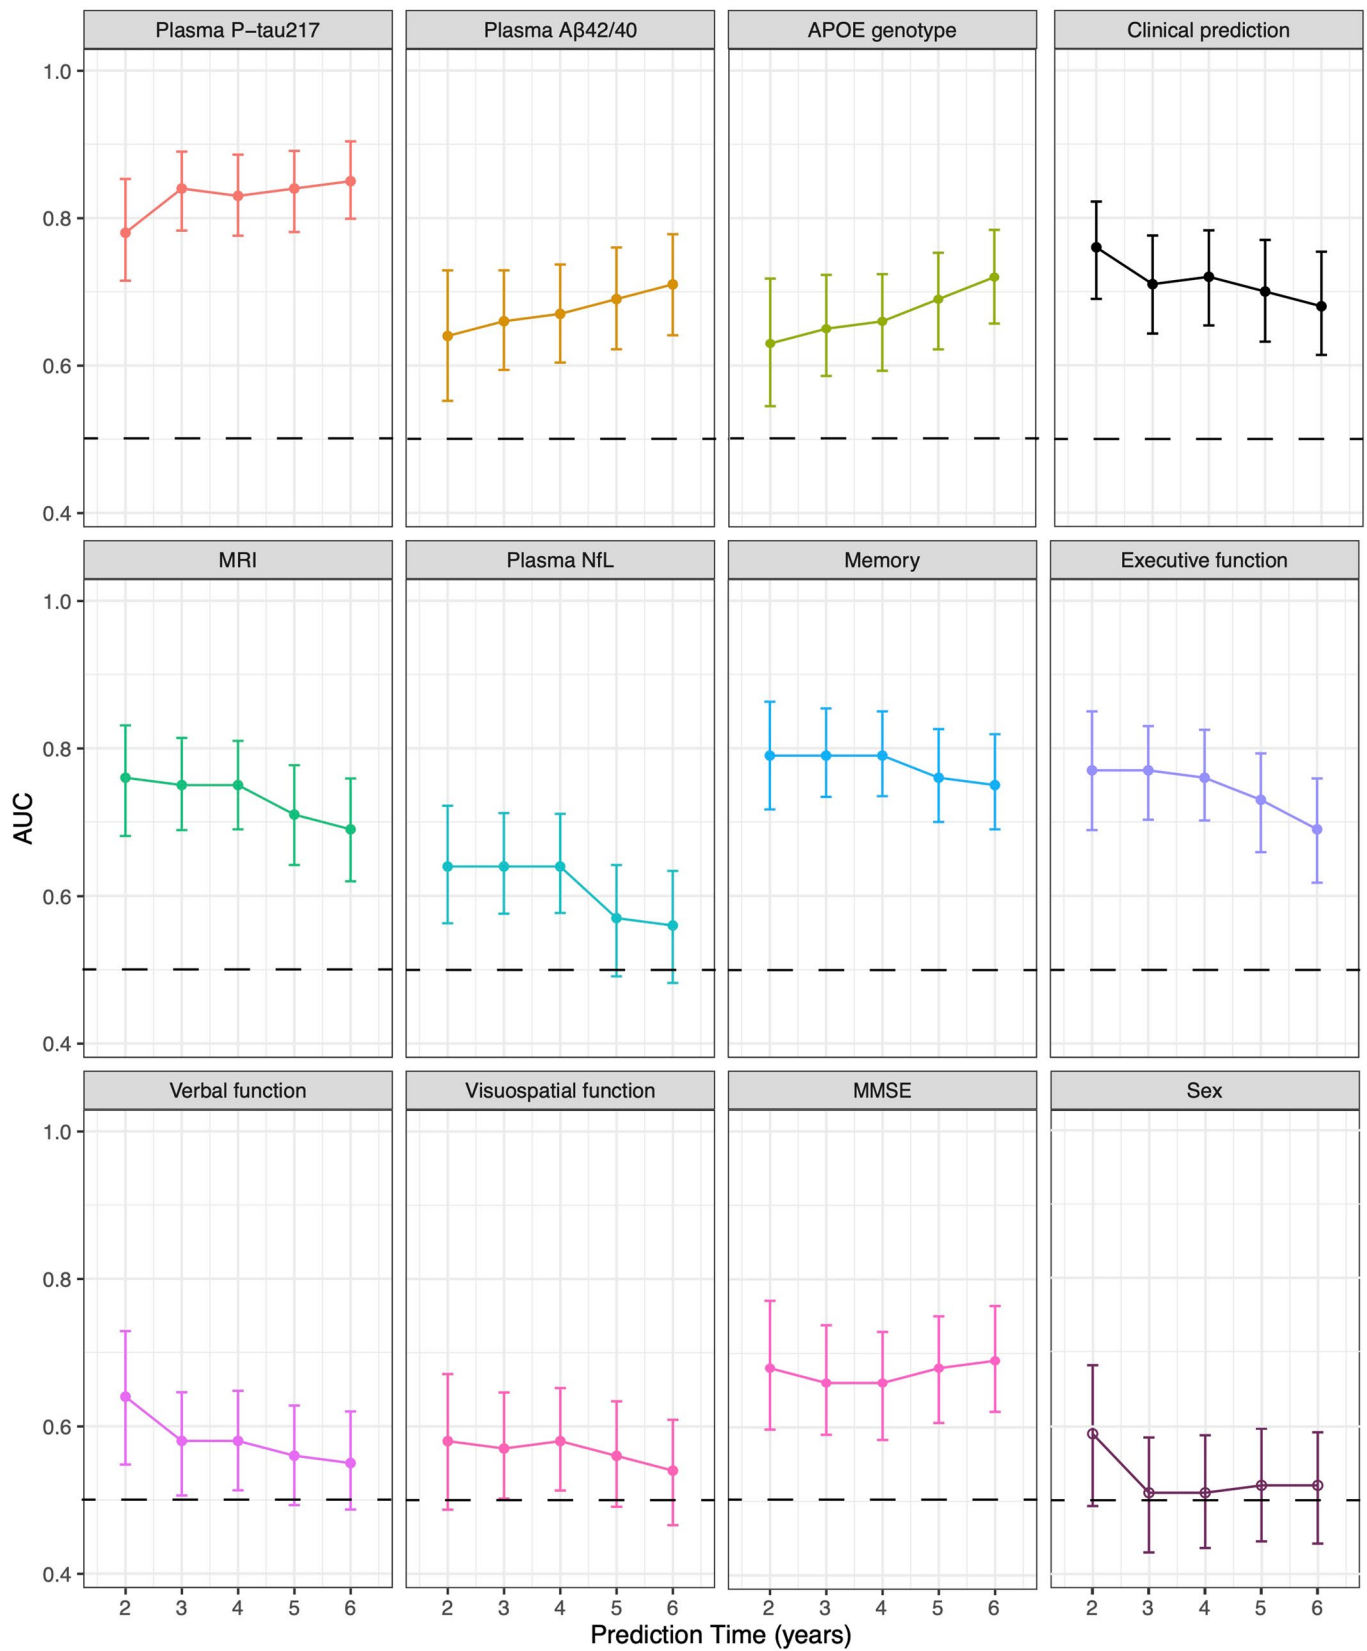 Plasma P−tau217
Plasma Aβ42/40
APOE genotype
Clinical prediction
1.0
0.8
0.6
0.4
MRI
Plasma NfL
Memory
Executive function
1.0
0.8
0.6
0.4
AUC
Verbal function
Visuospatial function
MMSE
Sex
1.0
0.8
0.6
0.4
2 3 4 5 6
2 3 4 5 6
2 3 4 5 6
2 3 4 5 6
Prediction Time (years)